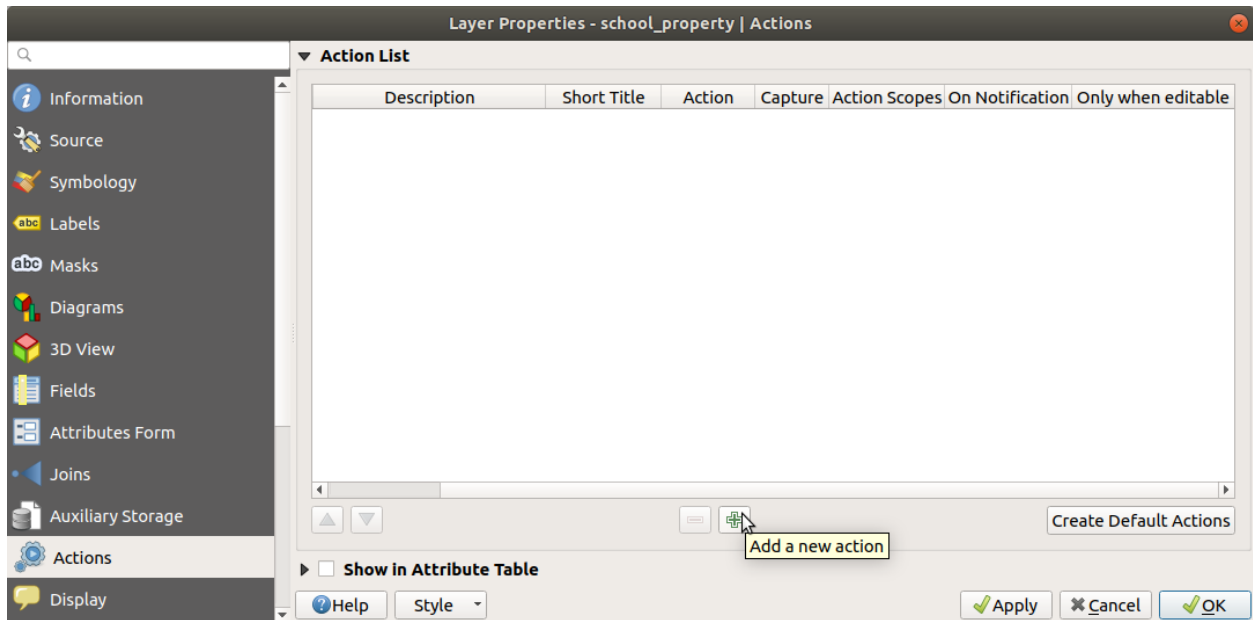 Layer Properties - school_property | Actions
Action List
Information
Source
Symbology
abc Labels
abc Masks
Diagrams
3D View
Fields
Attributes Form
Joins
Auxiliary Storage
Actions
Display
Description Short Title Action Capture Action Scopes On Notification Only when editable
Create Default Actions
Add a new action
Show in Attribute Table
Help Style Apply Cancel OK